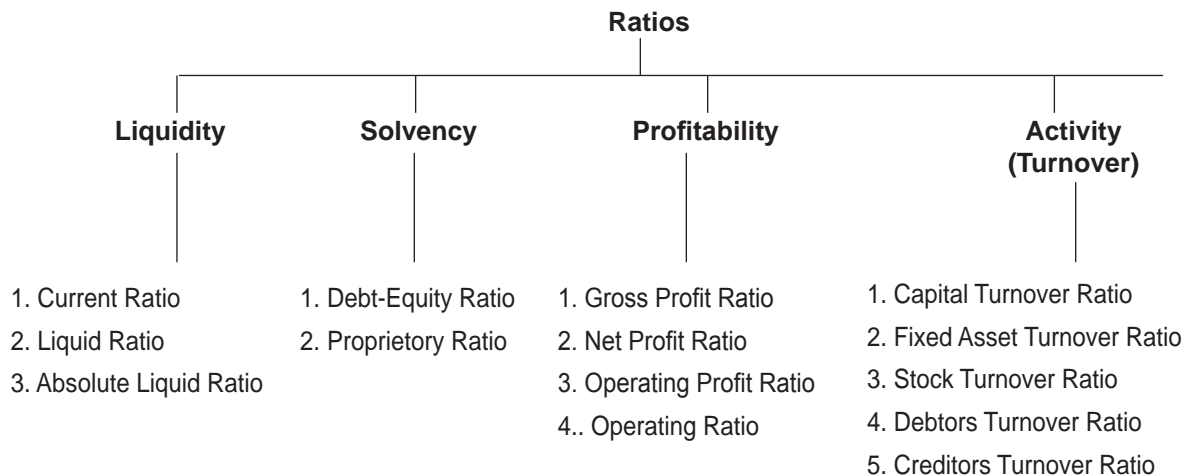 Ratios
Liquidity
Solvency
Profitability
Activity
(Turnover)
1. Current Ratio
2. Liquid Ratio
3. Absolute Liquid Ratio
1. Debt-Equity Ratio
2. Proprietory Ratio
1. Gross Profit Ratio
2. Net Profit Ratio
3. Operating Profit Ratio
4.. Operating Ratio
1. Capital Turnover Ratio
2. Fixed Asset Turnover Ratio
3. Stock Turnover Ratio
4. Debtors Turnover Ratio
5. Creditors Turnover Ratio